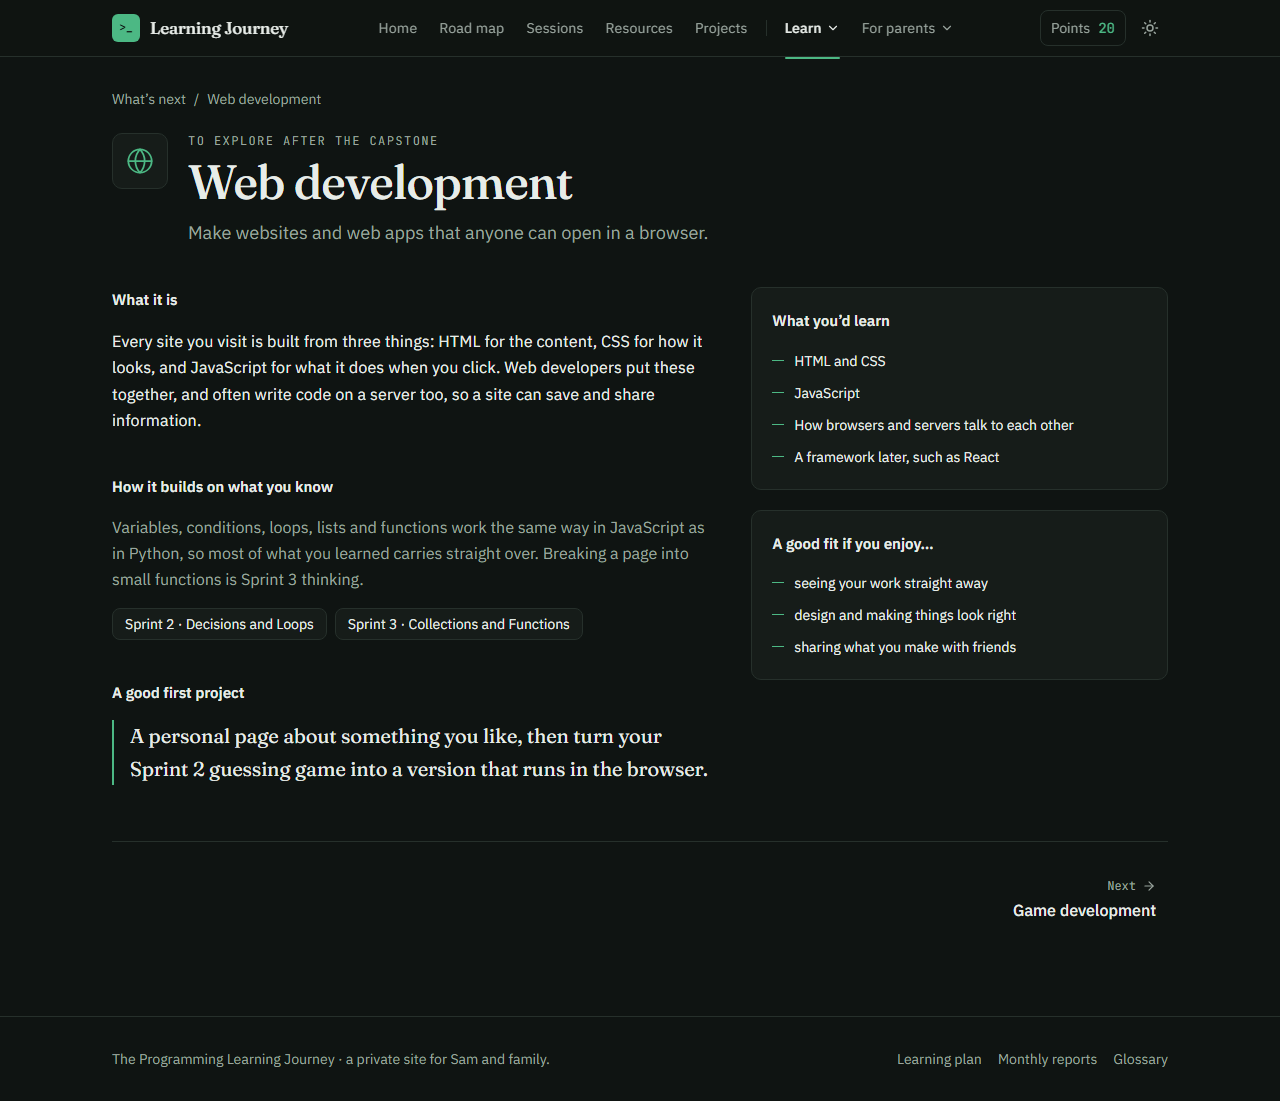 >_ Learning Journey
Home Road map Sessions Resources Projects Learn For parents
Points 20
What’s next / Web development
TO EXPLORE AFTER THE CAPSTONE
Web development
Make websites and web apps that anyone can open in a browser.
What it is
Every site you visit is built from three things: HTML for the content, CSS for how it
looks, and JavaScript for what it does when you click. Web developers put these
together, and often write code on a server too, so a site can save and share
information.
How it builds on what you know
Variables, conditions, loops, lists and functions work the same way in JavaScript as
in Python, so most of what you learned carries straight over. Breaking a page into
small functions is Sprint 3 thinking.
Sprint 2 · Decisions and Loops
Sprint 3 · Collections and Functions
A good first project
A personal page about something you like, then turn your
Sprint 2 guessing game into a version that runs in the browser.
What you’d learn
HTML and CSS
JavaScript
How browsers and servers talk to each other
A framework later, such as React
A good fit if you enjoy…
seeing your work straight away
design and making things look right
sharing what you make with friends
Next →
Game development
The Programming Learning Journey · a private site for Sam and family.
Learning plan Monthly reports Glossary